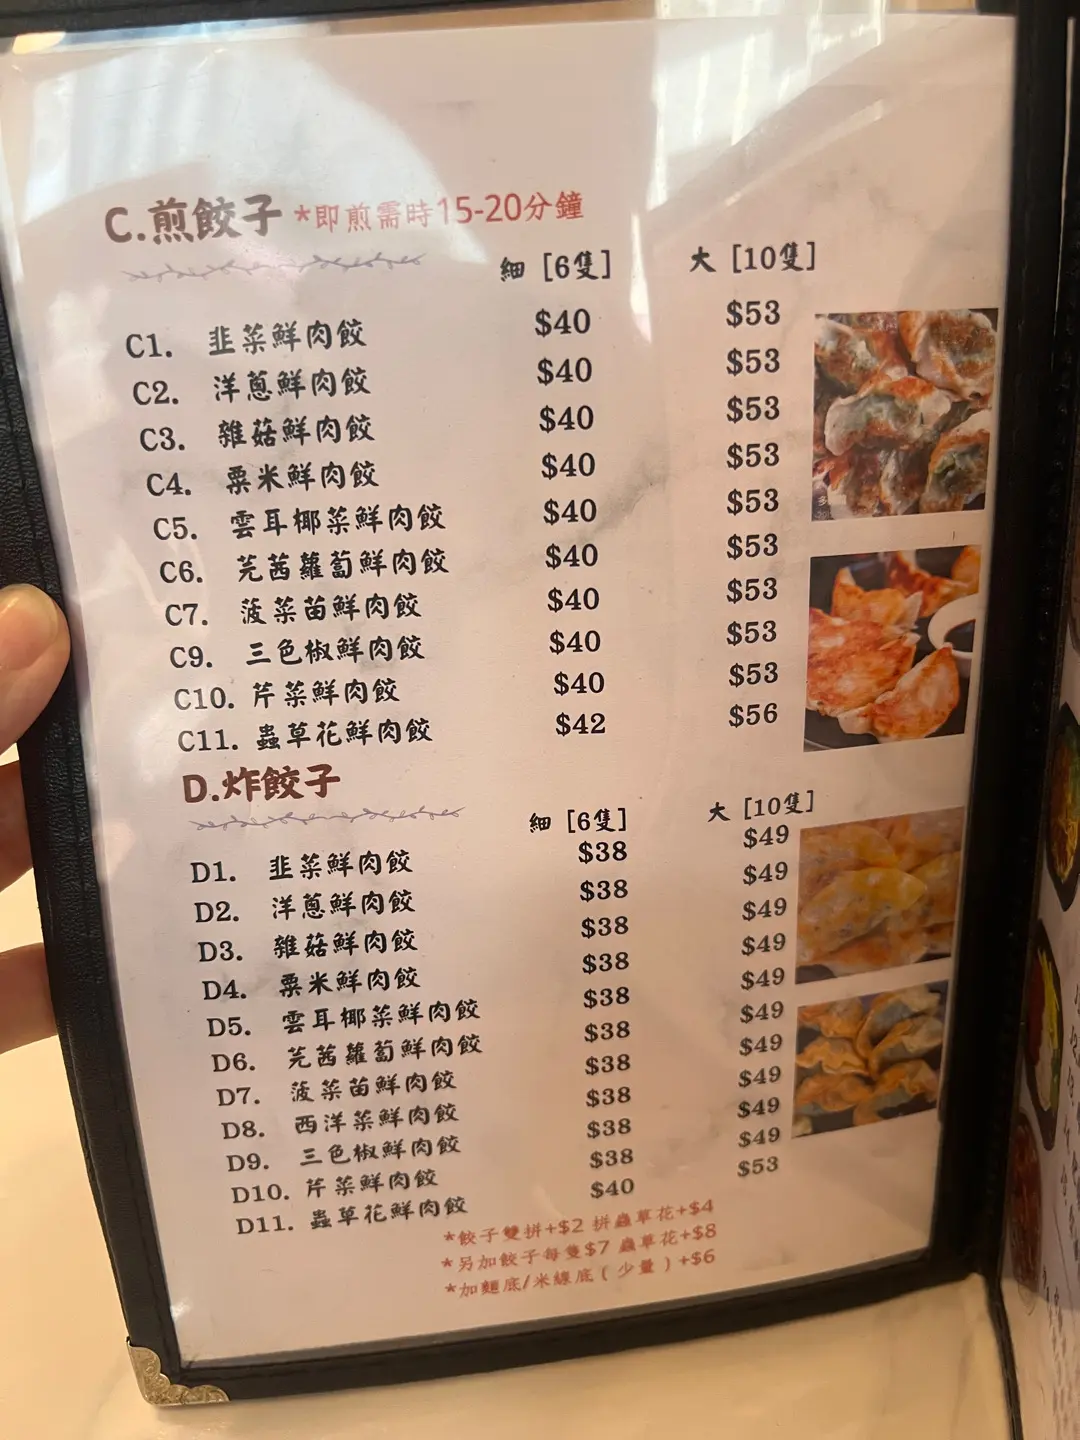 C.煎餃子 *即煎需時15-20分鐘
細 [6隻] 大 [10隻]
C1. 韭菜鮮肉餃 $40 $53
C2. 洋蔥鮮肉餃 $40 $53
C3. 雜菇鮮肉餃 $40 $53
C4. 粟米鮮肉餃 $40 $53
C5. 雲耳椰菜鮮肉餃 $40 $53
C6. 芫茜蘿蔔鮮肉餃 $40 $53
C7. 菠菜苗鮮肉餃 $40 $53
C9. 三色椒鮮肉餃 $40 $53
C10. 芹菜鮮肉餃 $40 $53
C11. 蟲草花鮮肉餃 $42 $56
D.炸餃子
細 [6隻] 大 [10隻]
D1. 韭菜鮮肉餃 $38 $49
D2. 洋蔥鮮肉餃 $38 $49
D3. 雜菇鮮肉餃 $38 $49
D4. 粟米鮮肉餃 $38 $49
D5. 雲耳椰菜鮮肉餃 $38 $49
D6. 芫茜蘿蔔鮮肉餃 $38 $49
D7. 菠菜苗鮮肉餃 $38 $49
D8. 西洋菜鮮肉餃 $38 $49
D9. 三色椒鮮肉餃 $38 $49
D10. 芹菜鮮肉餃 $38 $49
D11. 蟲草花鮮肉餃 $40 $53
*餃子雙拼+$2 拼蟲草花+$4
*另加餃子每隻$7 蟲草花+$8
*加麵底/米線底(少量)+$6